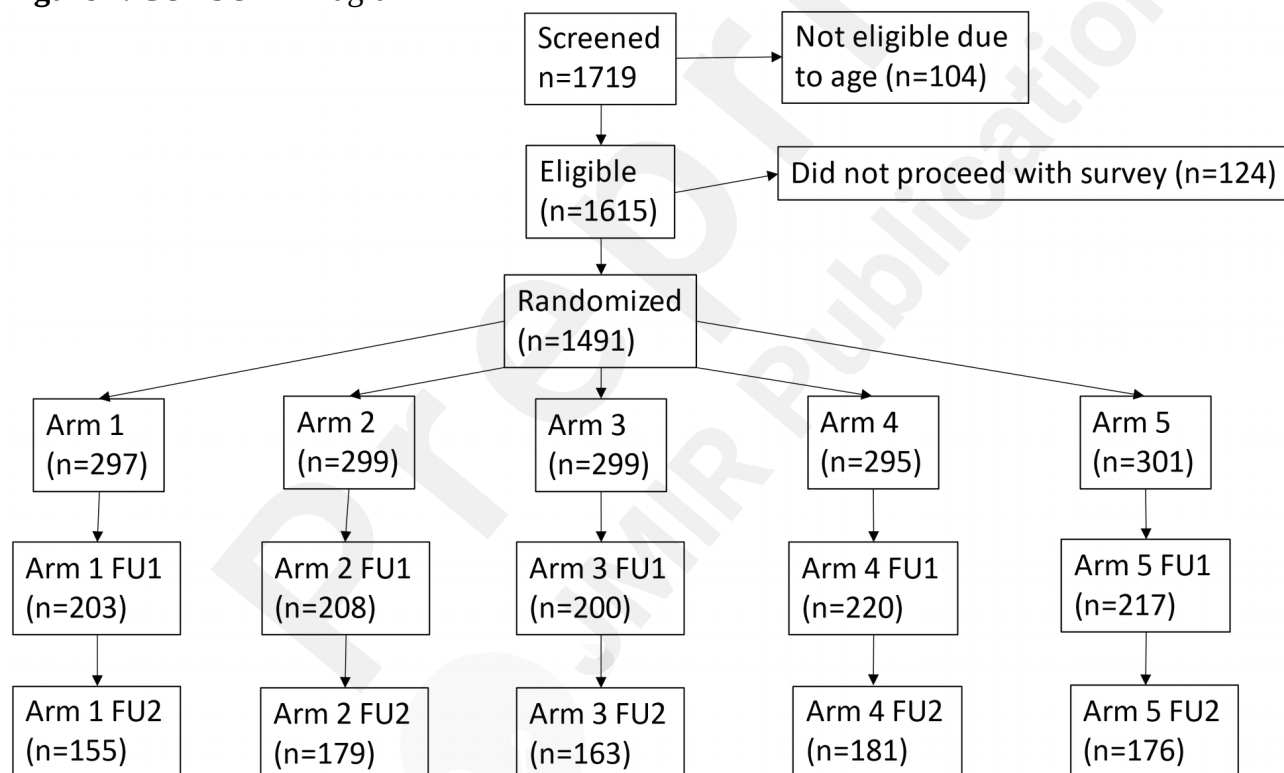 Screened
n=1719
Not eligible due
to age (n=104)
Eligible
(n=1615)
Did not proceed with survey (n=124)
Randomized
(n=1491)
Arm 1
(n=297)
Arm 2
(n=299)
Arm 3
(n=299)
Arm 4
(n=295)
Arm 5
(n=301)
Arm 1 FU1
(n=203)
Arm 2 FU1
(n=208)
Arm 3 FU1
(n=200)
Arm 4 FU1
(n=220)
Arm 5 FU1
(n=217)
Arm 1 FU2
(n=155)
Arm 2 FU2
(n=179)
Arm 3 FU2
(n=163)
Arm 4 FU2
(n=181)
Arm 5 FU2
(n=176)
Prepr
JMIR Publication